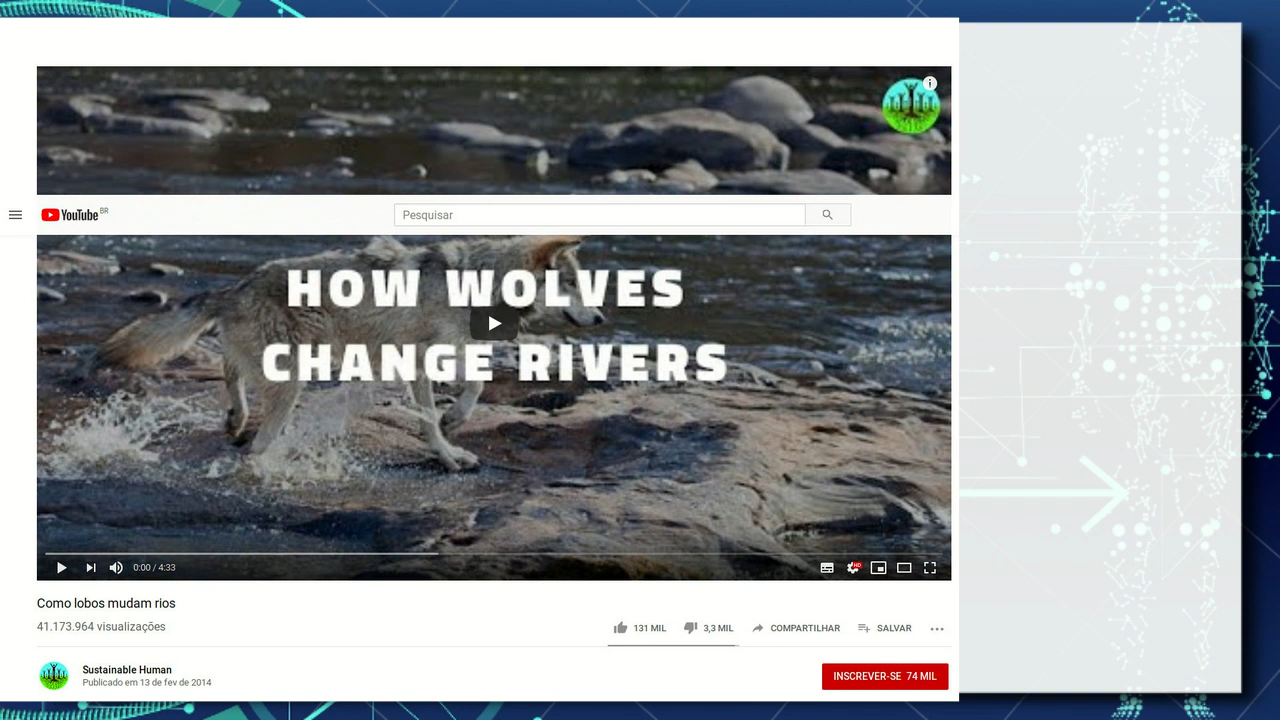 YouTube BR
Pesquisar
HOW WOLVES
CHANGE RIVERS
0:00 / 4:33
HD
Como lobos mudam rios
41.173.964 visualizações
131 MIL 3,3 MIL COMPARTILHAR SALVAR
Sustainable Human
Publicado em 13 de fev de 2014
INSCREVER-SE 74 MIL